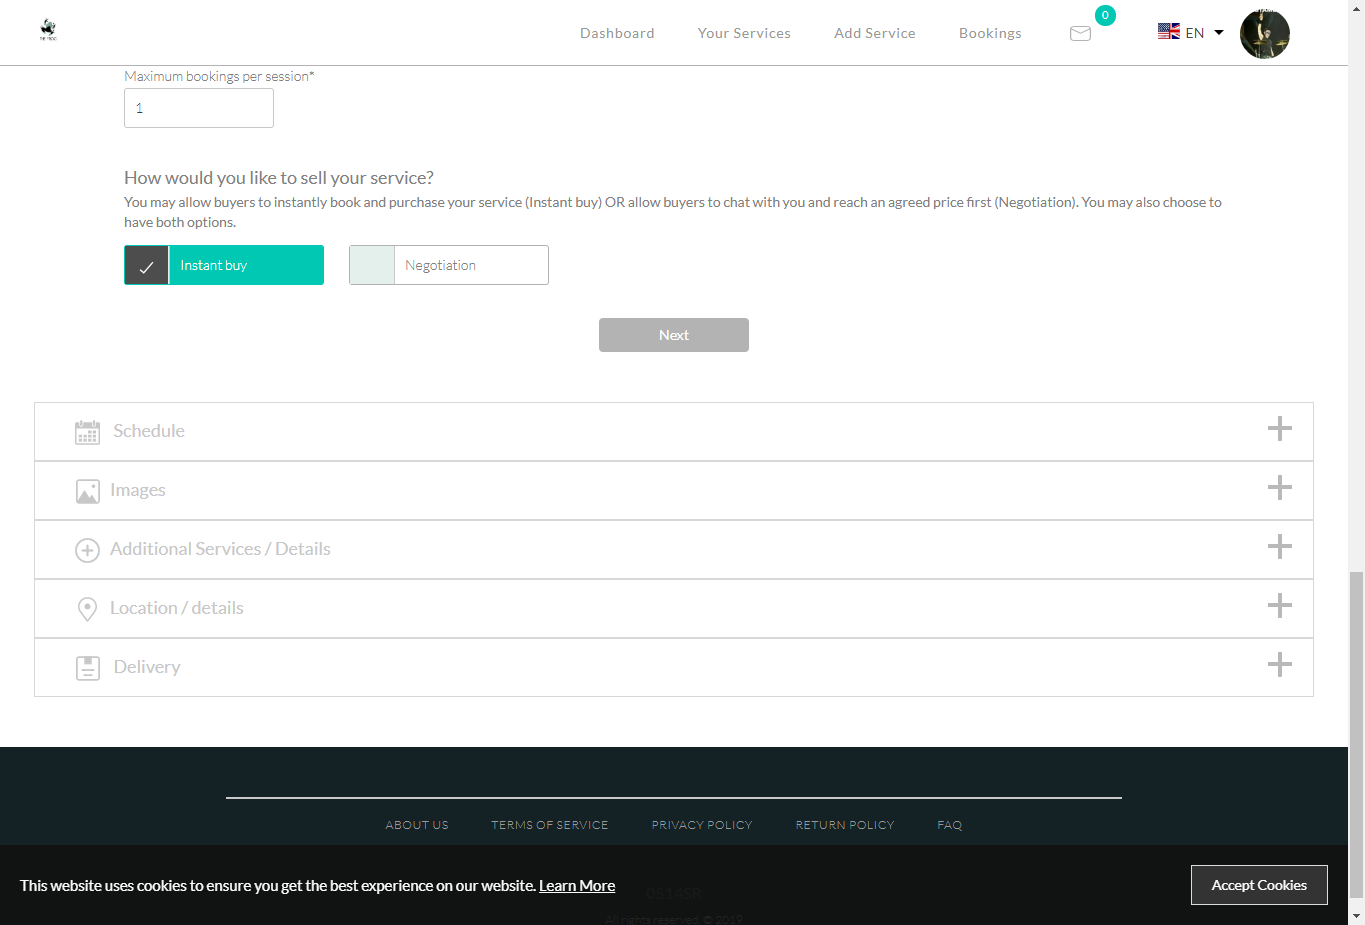 Dashboard
Your Services
Add Service
Bookings
0
EN
Maximum bookings per session*
1
How would you like to sell your service?
You may allow buyers to instantly book and purchase your service (Instant buy) OR allow buyers to chat with you and reach an agreed price first (Negotiation). You may also choose to
have both options.
Instant buy
Negotiation
Next
Schedule
Images
Additional Services / Details
Location / details
Delivery
ABOUT US
TERMS OF SERVICE
PRIVACY POLICY
RETURN POLICY
FAQ
This website uses cookies to ensure you get the best experience on our website. Learn More
Accept Cookies
All rights reserved. © 2019